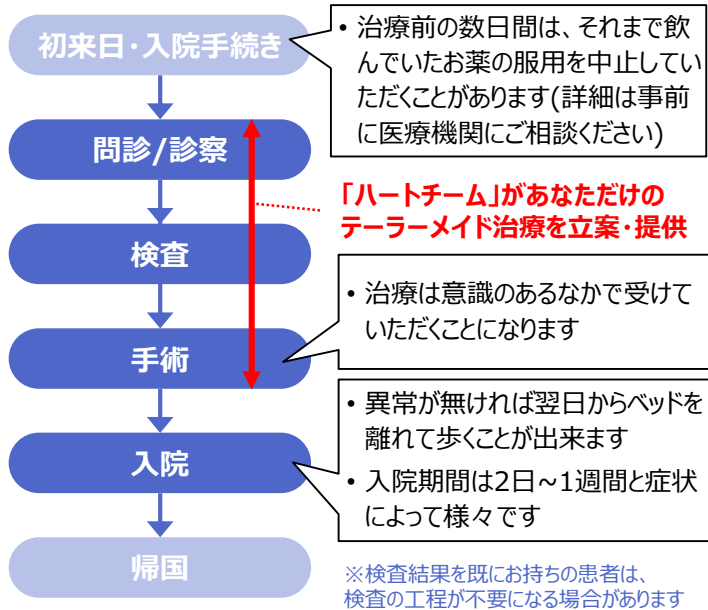 初来日・入院手続き
• 治療前の数日間は、それまで飲
んでいたお薬の服用を中止してい
ただくことがあります(詳細は事前
に医療機関にご相談ください)
問診/診察
「ハートチーム」があなただけの
テーラーメイド治療を立案・提供
検査
• 治療は意識のあるなかで受けて
いただくことになります
手術
• 異常が無ければ翌日からベッドを
離れて歩くことが出来ます
• 入院期間は2日~1週間と症状
によって様々です
入院
帰国
※検査結果を既にお持ちの患者は、
検査の工程が不要になる場合があります